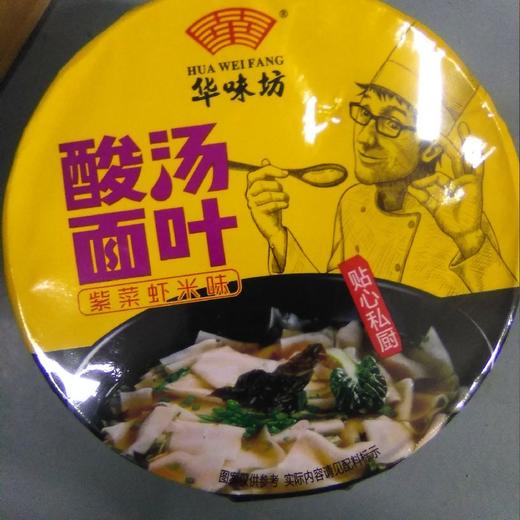 ®
HUA WEI FANG
华味坊
酸汤
面叶
紫菜虾米味
贴心私厨
图案仅供参考 实际内容请见配料标示